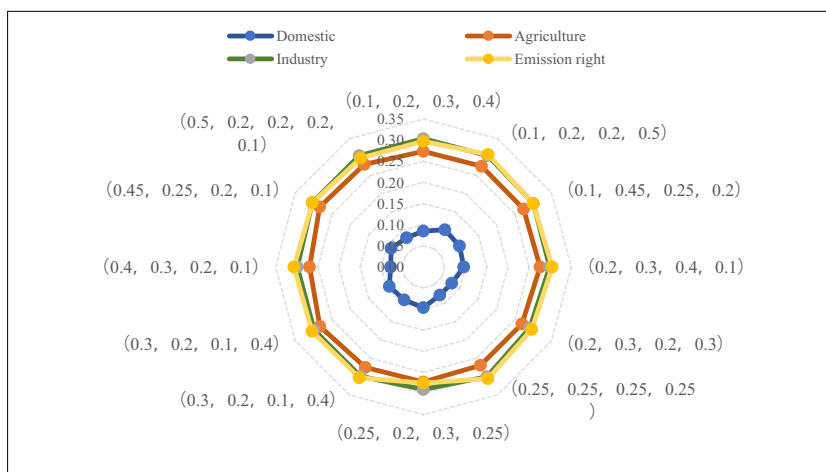 Domestic
Agriculture
Industry
Emission right
(0.1, 0.2, 0.3, 0.4)
(0.5, 0.2, 0.2, 0.2,
0.1)
(0.1, 0.2, 0.2, 0.5)
(0.45, 0.25, 0.2, 0.1)
(0.1, 0.45, 0.25, 0.2)
(0.4, 0.3, 0.2, 0.1)
(0.2, 0.3, 0.4, 0.1)
(0.3, 0.2, 0.1, 0.4)
(0.2, 0.3, 0.2, 0.3)
(0.3, 0.2, 0.1, 0.4)
(0.25, 0.25, 0.25, 0.25
)
(0.25, 0.2, 0.3, 0.25)
0.35
0.30
0.25
0.20
0.15
0.10
0.05
0.00